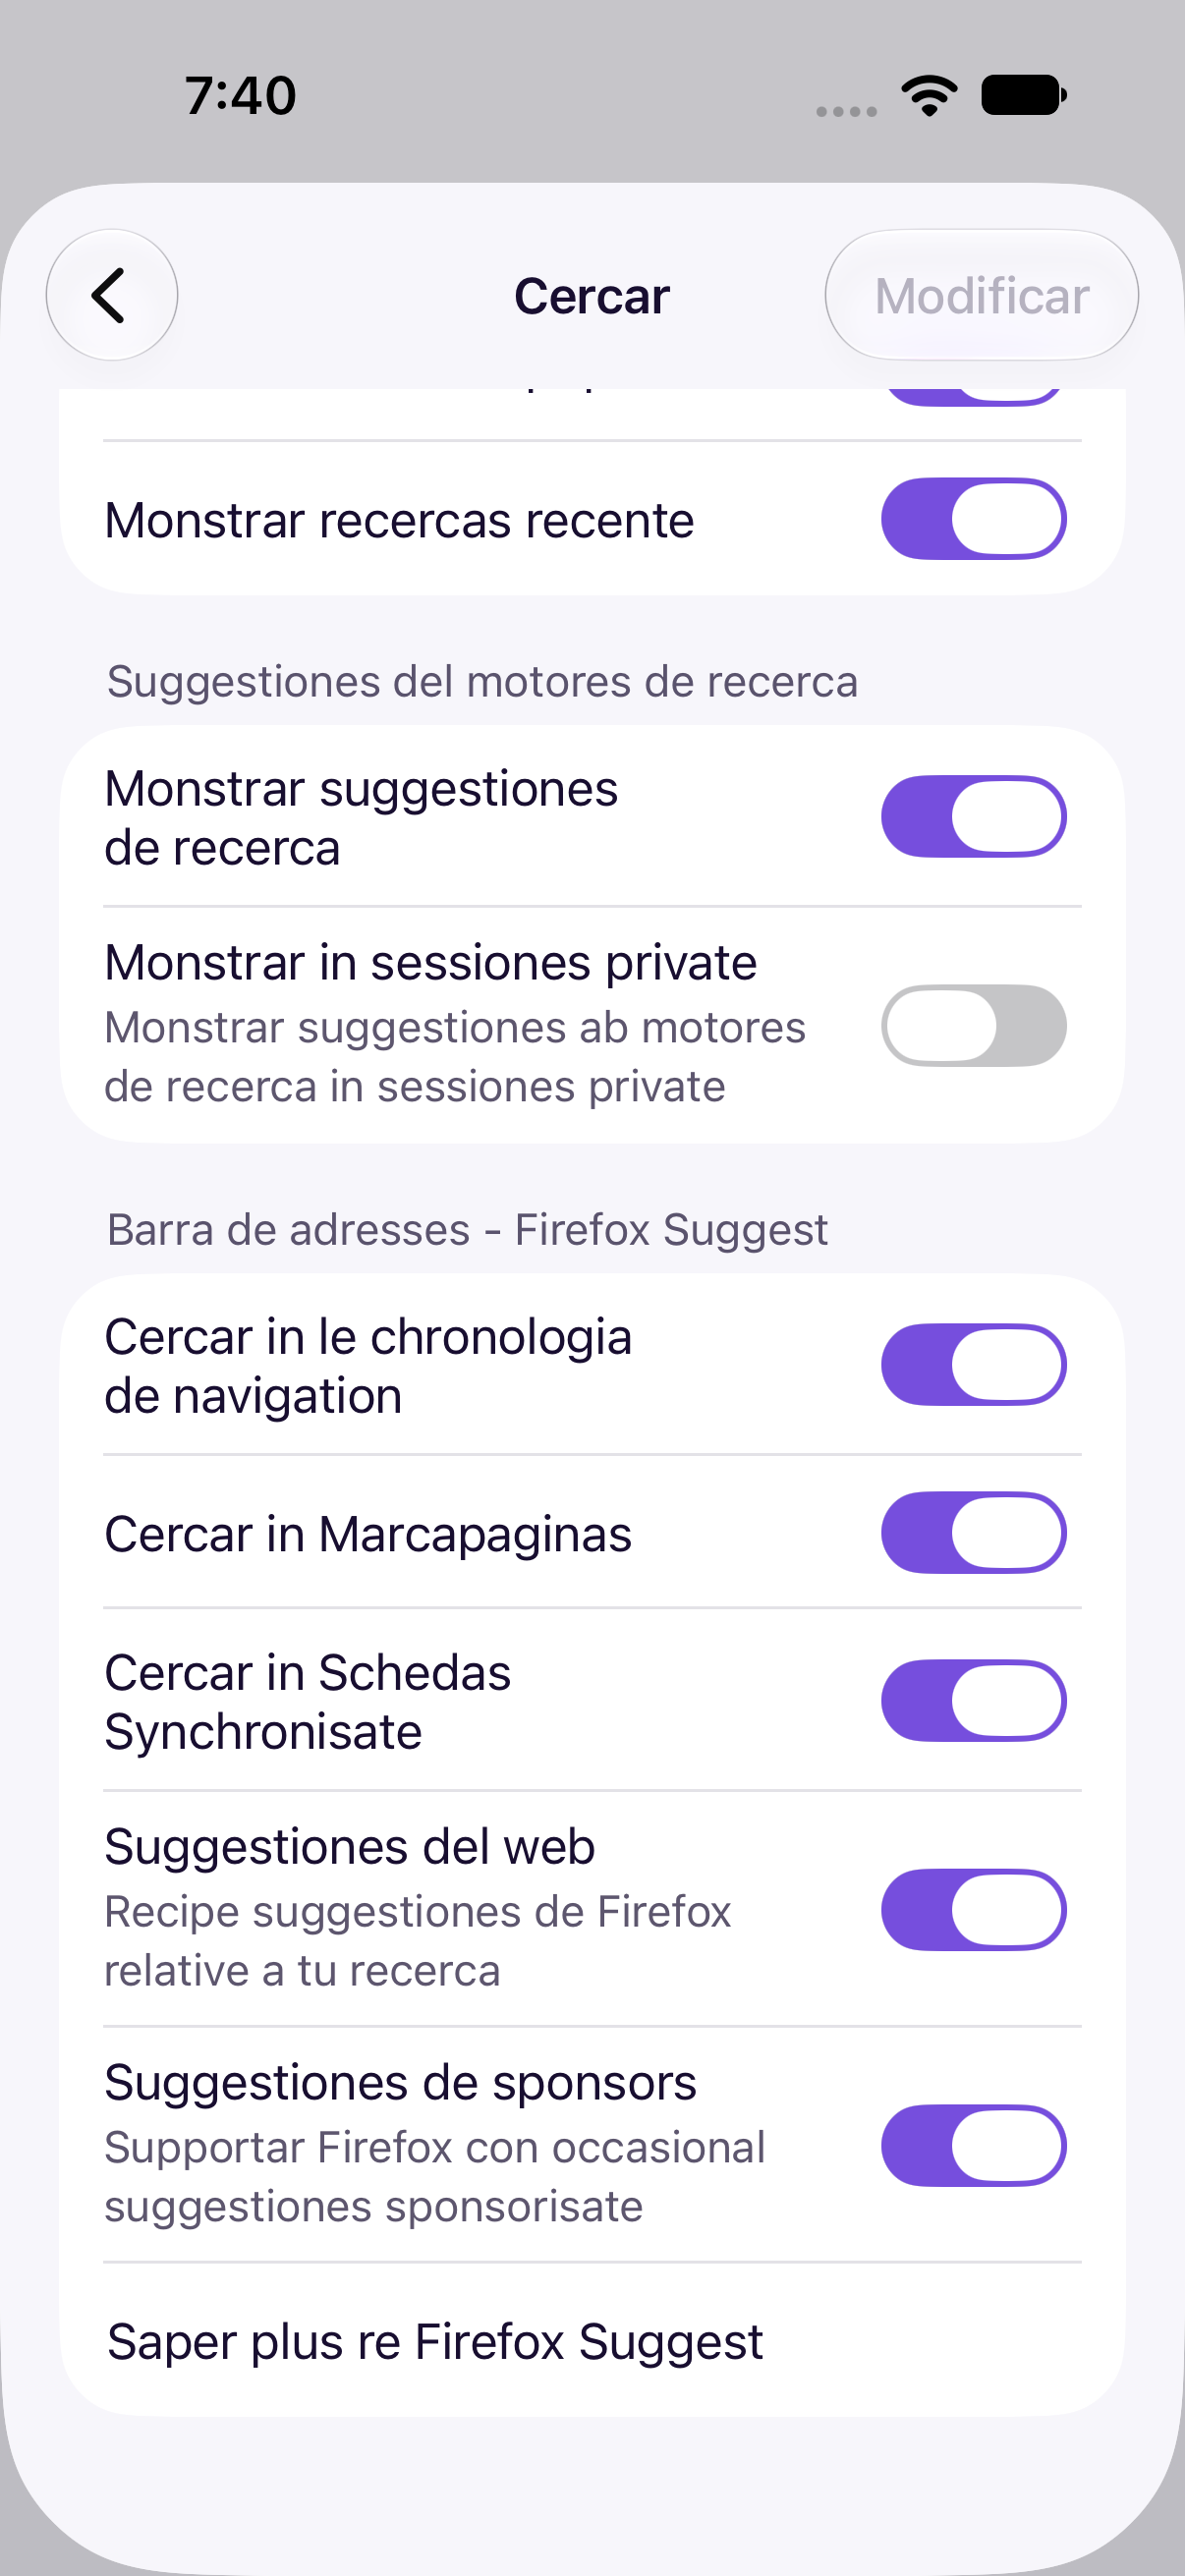 7:40
Cercar
Modificar
Monstrar recercas recente
Suggestiones del motores de recerca
Monstrar suggestiones
de recerca
Monstrar in sessiones private
Monstrar suggestiones ab motores
de recerca in sessiones private
Barra de adresses - Firefox Suggest
Cercar in le chronologia
de navigation
Cercar in Marcapaginas
Cercar in Schedas
Synchronisate
Suggestiones del web
Recipe suggestiones de Firefox
relative a tu recerca
Suggestiones de sponsors
Supportar Firefox con occasional
suggestiones sponsorisate
Saper plus re Firefox Suggest